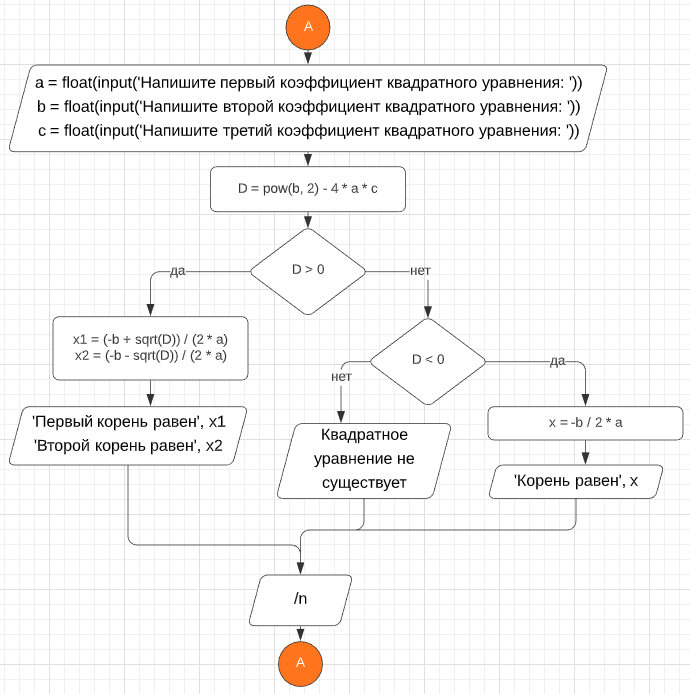 A
a = float(input('Напишите первый коэффициент квадратного уравнения: '))
b = float(input('Напишите второй коэффициент квадратного уравнения: '))
c = float(input('Напишите третий коэффициент квадратного уравнения: '))
D = pow(b, 2) - 4 * a * c
D > 0
да
нет
x1 = (-b + sqrt(D)) / (2 * a)
x2 = (-b - sqrt(D)) / (2 * a)
D < 0
нет
да
'Первый корень равен', x1
'Второй корень равен', x2
Квадратное
уравнение не
существует
x = -b / 2 * a
'Корень равен', x
/n
A